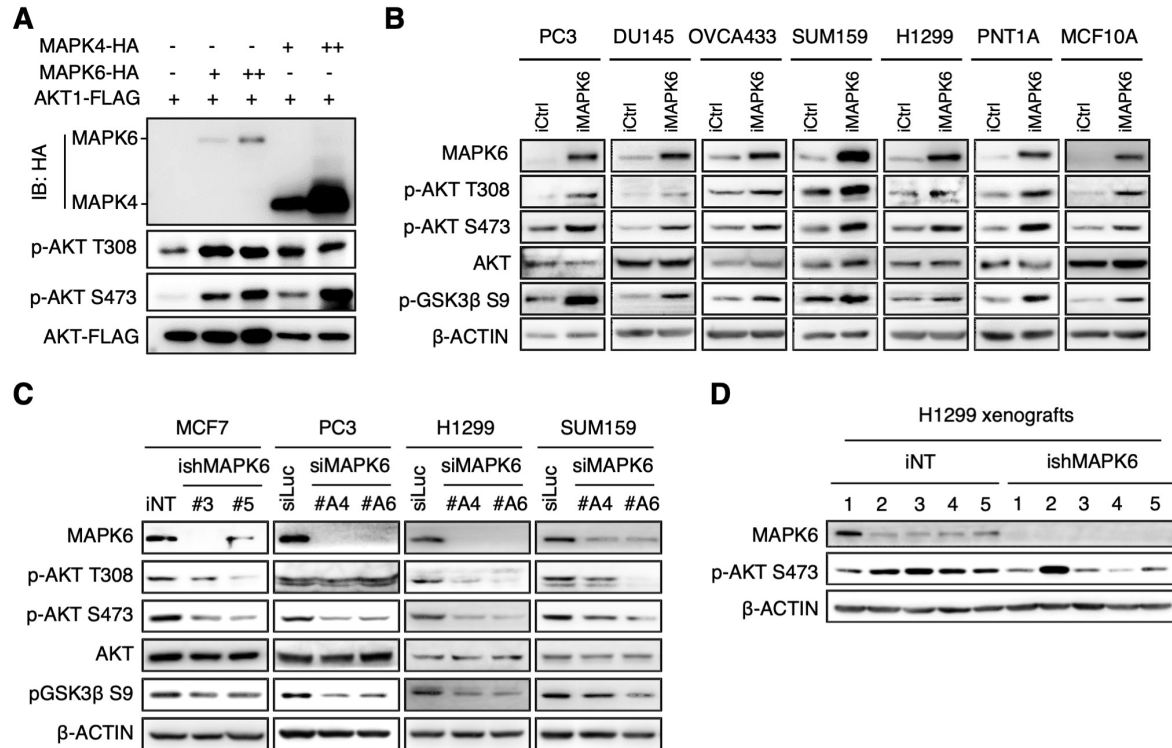 A
MAPK4-HA - - - + ++
MAPK6-HA - + ++ - -
AKT1-FLAG + + + + +
IB: HA
MAPK6
MAPK4
p-AKT T308
p-AKT S473
AKT-FLAG
B
PC3 DU145 OVCA433 SUM159 H1299 PNT1A MCF10A
iCtrl iMAPK6 iCtrl iMAPK6 iCtrl iMAPK6 iCtrl iMAPK6 iCtrl iMAPK6 iCtrl iMAPK6 iCtrl iMAPK6
MAPK6
p-AKT T308
p-AKT S473
AKT
p-GSK3β S9
β-ACTIN
C
MCF7 PC3 H1299 SUM159
ishMAPK6 siMAPK6 siMAPK6 siMAPK6
iNT #3 #5 siLuc #A4 #A6 siLuc #A4 #A6 siLuc #A4 #A6
MAPK6
p-AKT T308
p-AKT S473
AKT
pGSK3β S9
β-ACTIN
D
H1299 xenografts
iNT ishMAPK6
1 2 3 4 5 1 2 3 4 5
MAPK6
p-AKT S473
β-ACTIN